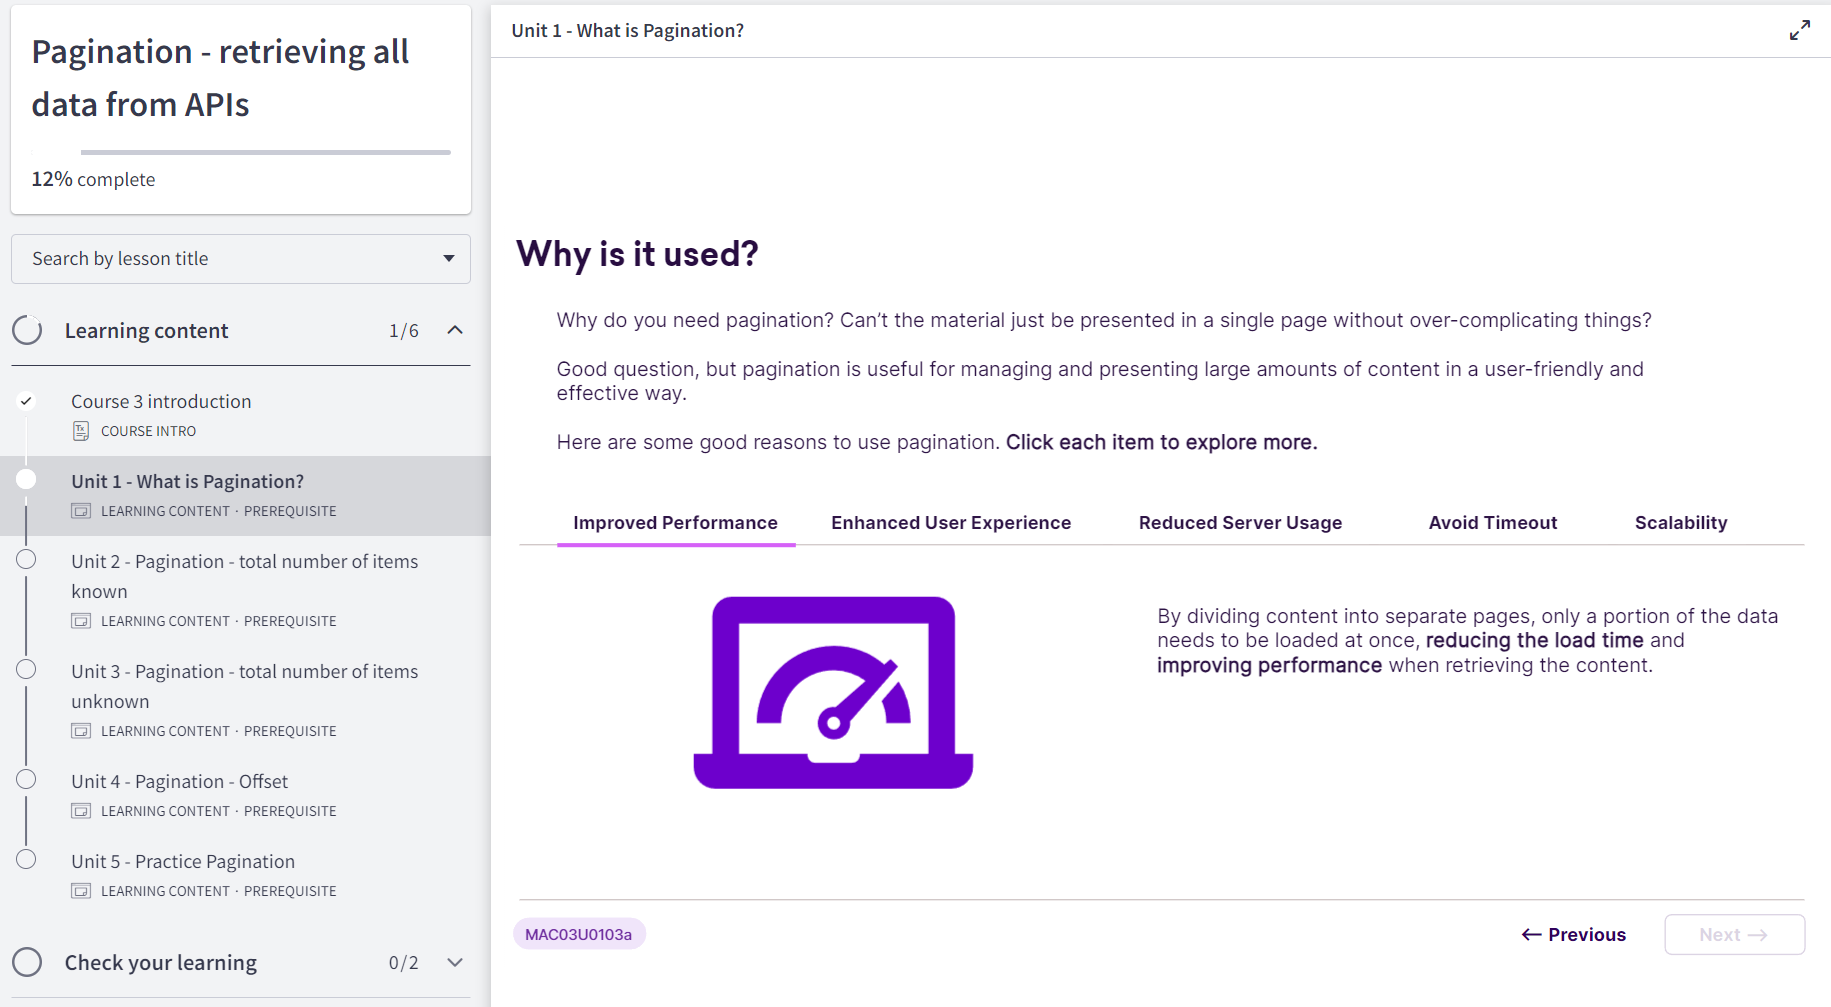 Pagination - retrieving all
data from APIs
12% complete
Search by lesson title
Learning content 1/6
Course 3 introduction
COURSE INTRO
Unit 1 - What is Pagination?
LEARNING CONTENT · PREREQUISITE
Unit 2 - Pagination - total number of items
known
LEARNING CONTENT · PREREQUISITE
Unit 3 - Pagination - total number of items
unknown
LEARNING CONTENT · PREREQUISITE
Unit 4 - Pagination - Offset
LEARNING CONTENT · PREREQUISITE
Unit 5 - Practice Pagination
LEARNING CONTENT · PREREQUISITE
Check your learning 0/2
Unit 1 - What is Pagination?
Why is it used?
Why do you need pagination? Can’t the material just be presented in a single page without over-complicating things?
Good question, but pagination is useful for managing and presenting large amounts of content in a user-friendly and
effective way.
Here are some good reasons to use pagination. Click each item to explore more.
Improved Performance Enhanced User Experience Reduced Server Usage Avoid Timeout Scalability
By dividing content into separate pages, only a portion of the data
needs to be loaded at once, reducing the load time and
improving performance when retrieving the content.
MAC03U0103a
← Previous Next →